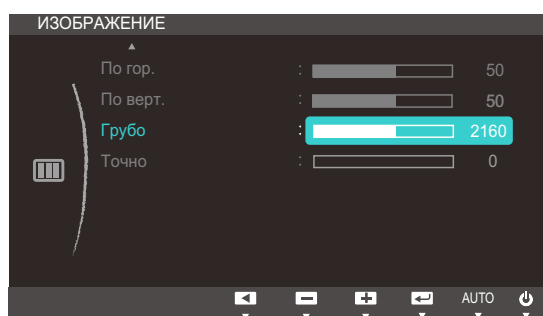 ИЗОБРАЖЕНИЕ
По гор. : 50
По верт. : 50
Грубо : 2160
Точно : 0
AUTO